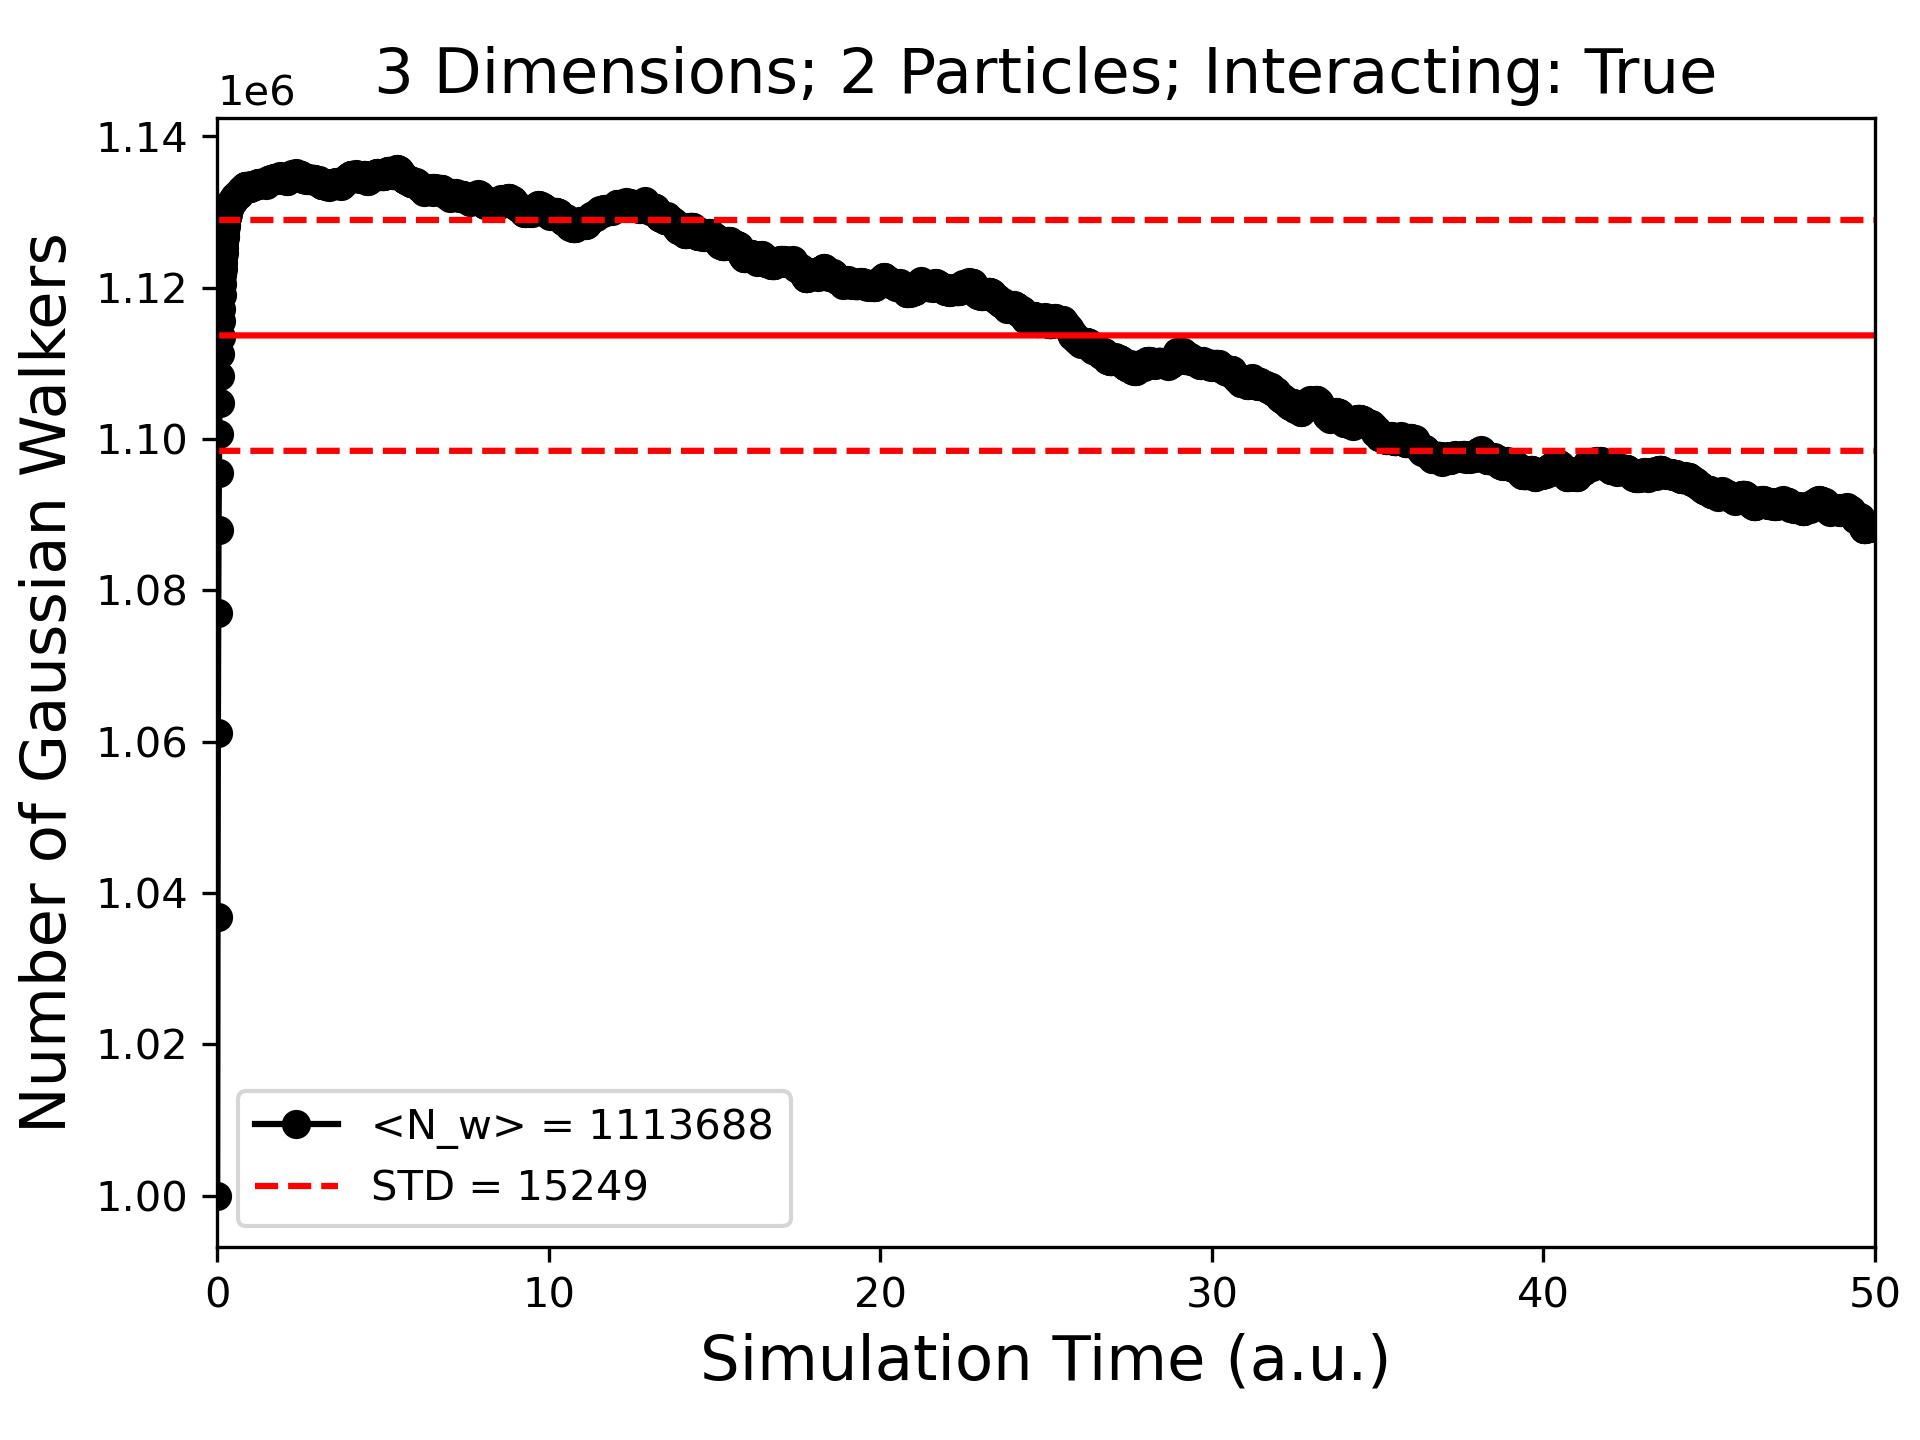 3 Dimensions; 2 Particles; Interacting: True
1e6
1.14
1.12
1.10
1.08
1.06
1.04
1.02
1.00
Number of Gaussian Walkers
<N_w> = 1113688
STD = 15249
0 10 20 30 40 50
Simulation Time (a.u.)